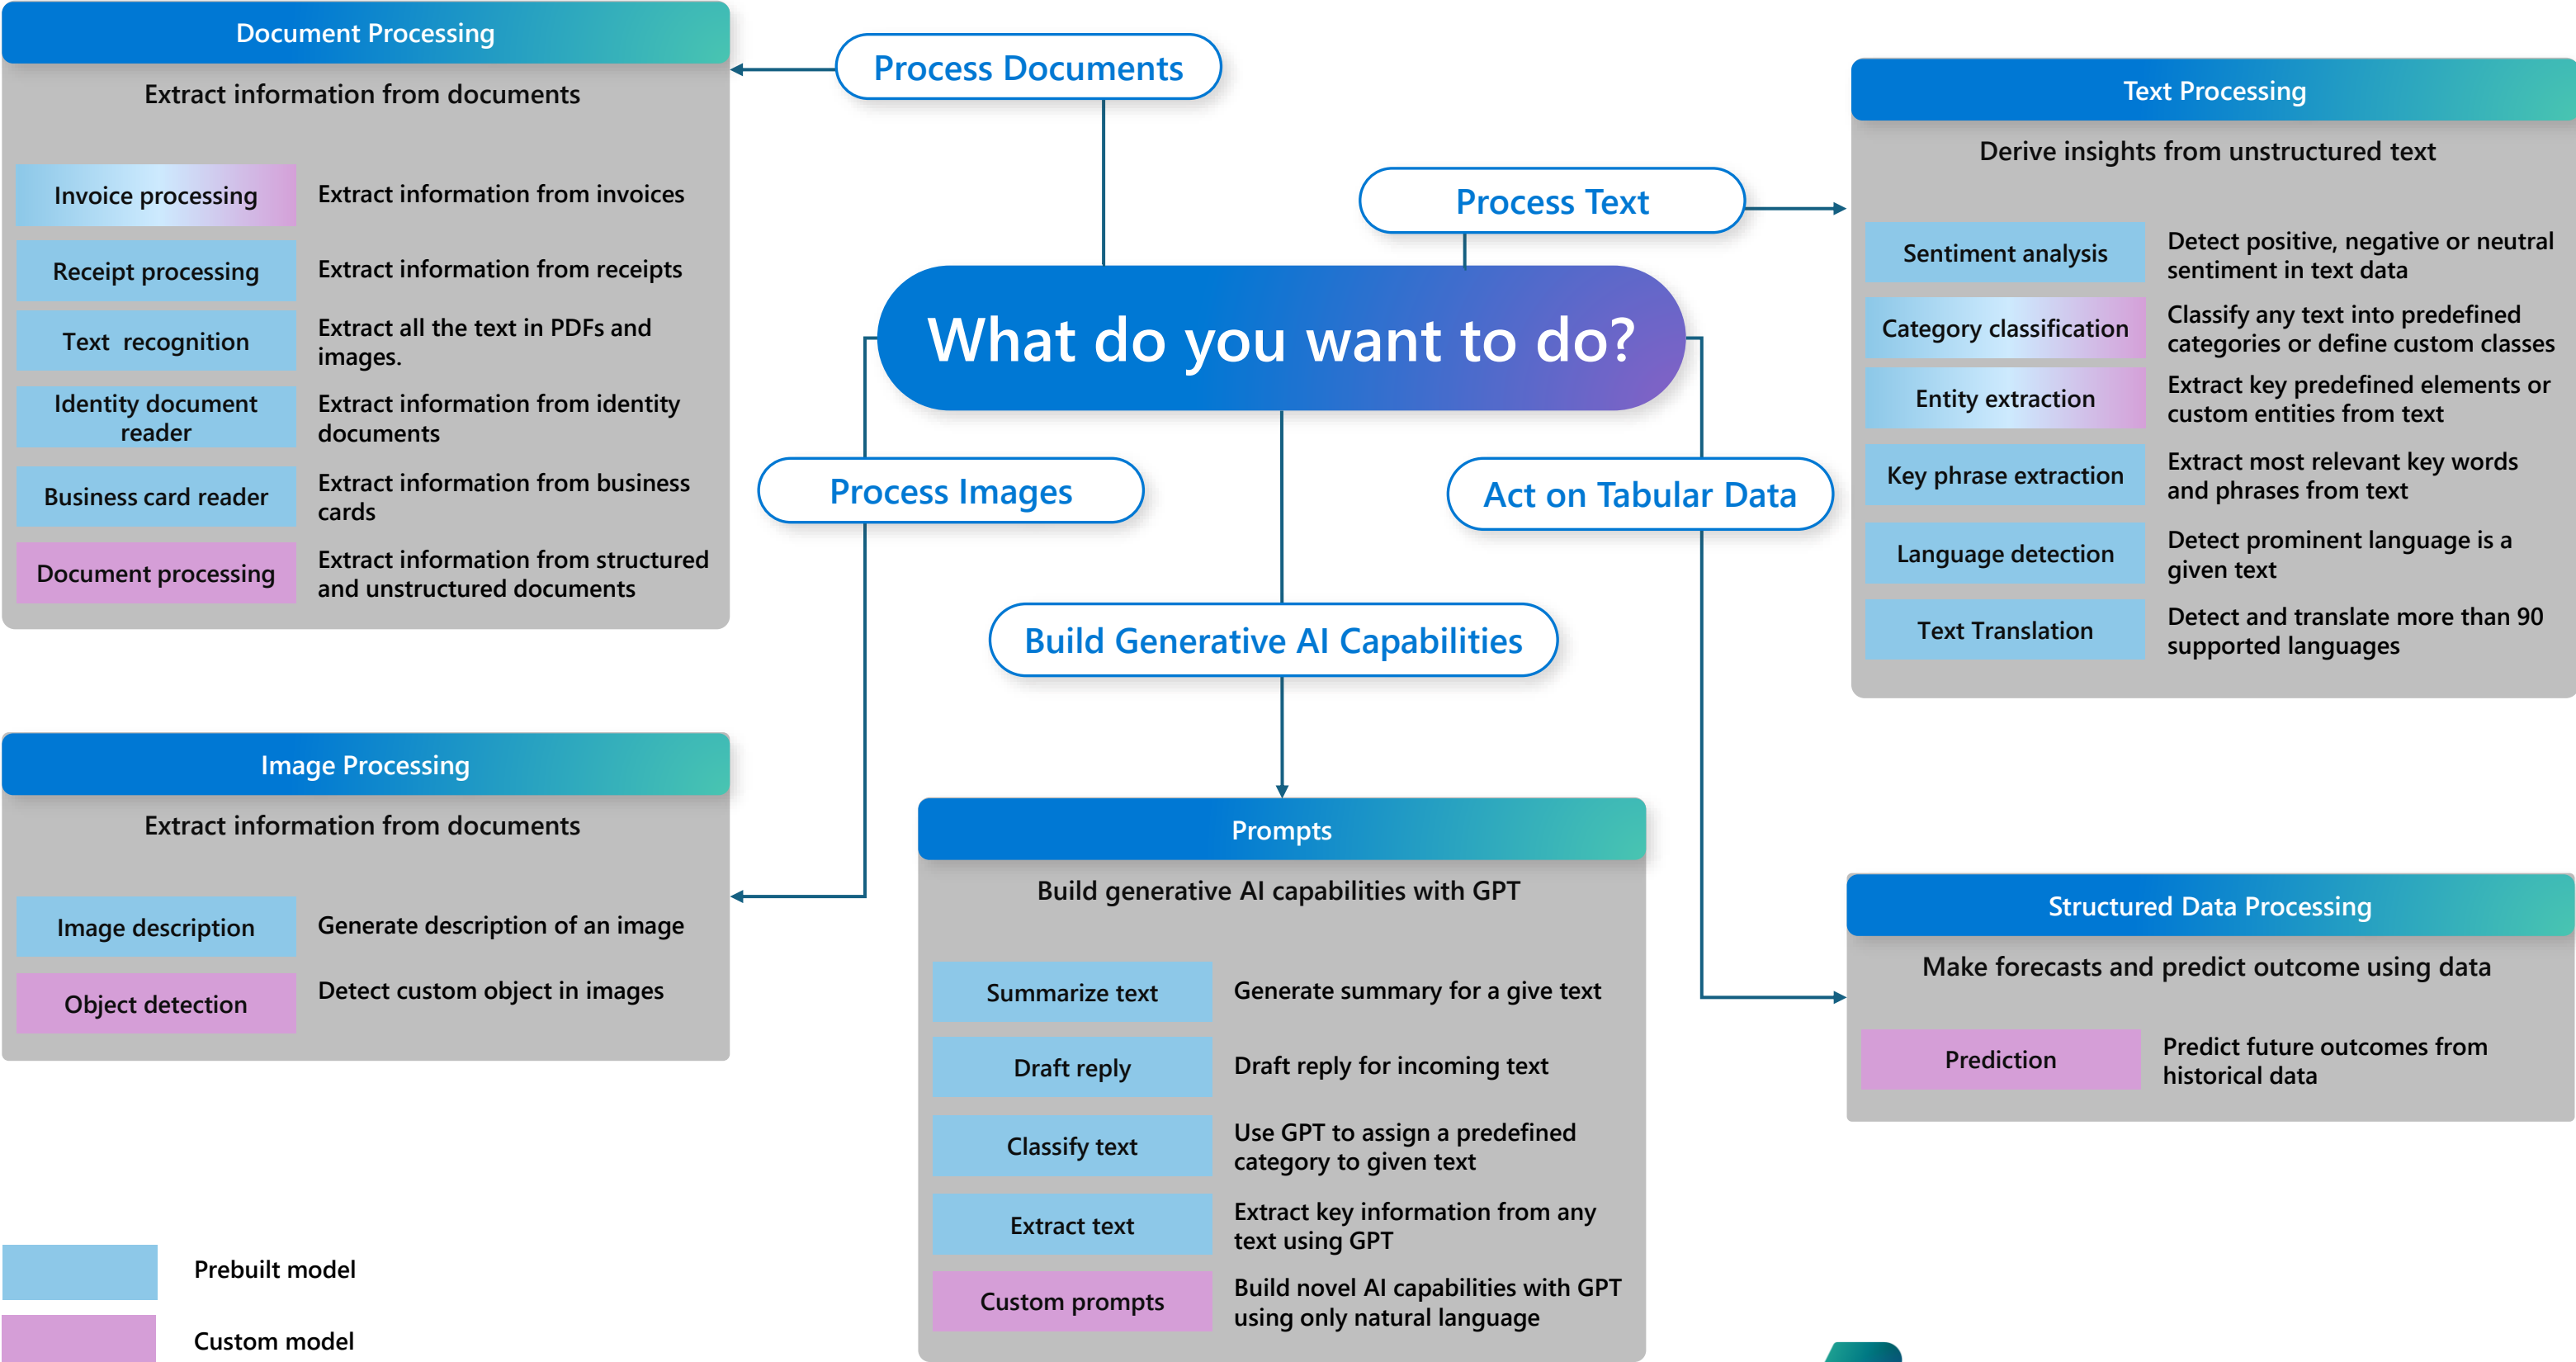 Document Processing
Extract information from documents
Invoice processing
Extract information from invoices
Receipt processing
Extract information from receipts
Text recognition
Extract all the text in PDFs and
images.
Identity document
reader
Extract information from identity
documents
Business card reader
Extract information from business
cards
Document processing
Extract information from structured
and unstructured documents
Process Documents
Process Text
What do you want to do?
Process Images
Act on Tabular Data
Build Generative AI Capabilities
Text Processing
Derive insights from unstructured text
Sentiment analysis
Detect positive, negative or neutral
sentiment in text data
Category classification
Classify any text into predefined
categories or define custom classes
Entity extraction
Extract key predefined elements or
custom entities from text
Key phrase extraction
Extract most relevant key words
and phrases from text
Language detection
Detect prominent language is a
given text
Text Translation
Detect and translate more than 90
supported languages
Image Processing
Extract information from documents
Image description
Generate description of an image
Object detection
Detect custom object in images
Prompts
Build generative AI capabilities with GPT
Summarize text
Generate summary for a give text
Draft reply
Draft reply for incoming text
Classify text
Use GPT to assign a predefined
category to given text
Extract text
Extract key information from any
text using GPT
Custom prompts
Build novel AI capabilities with GPT
using only natural language
Structured Data Processing
Make forecasts and predict outcome using data
Prediction
Predict future outcomes from
historical data
Prebuilt model
Custom model